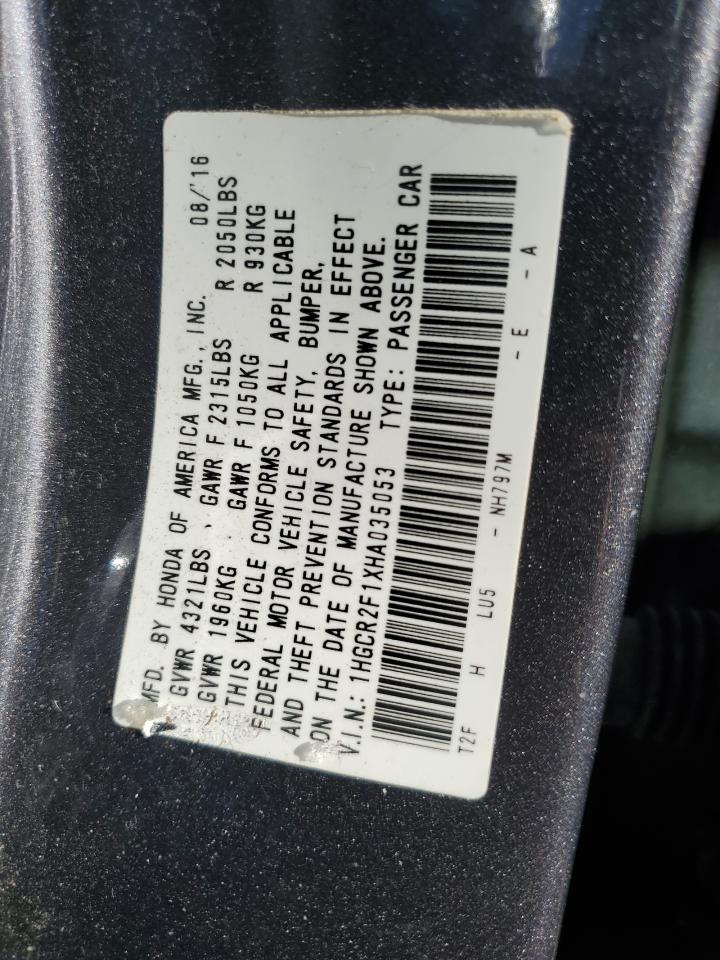 MFD. BY HONDA OF AMERICA MFG., INC. 08/'16
GVWR 4321LBS , GAWR F 2315LBS R 2050LBS
GVWR 1960KG , GAWR F 1050KG R 930KG
THIS VEHICLE CONFORMS TO ALL APPLICABLE
FEDERAL MOTOR VEHICLE SAFETY, BUMPER,
AND THEFT PREVENTION STANDARDS IN EFFECT
ON THE DATE OF MANUFACTURE SHOWN ABOVE.
V.I.N.: 1HGCR2F1XHA035053 TYPE: PASSENGER CAR
T2F H LU5 - NH797M - E - A